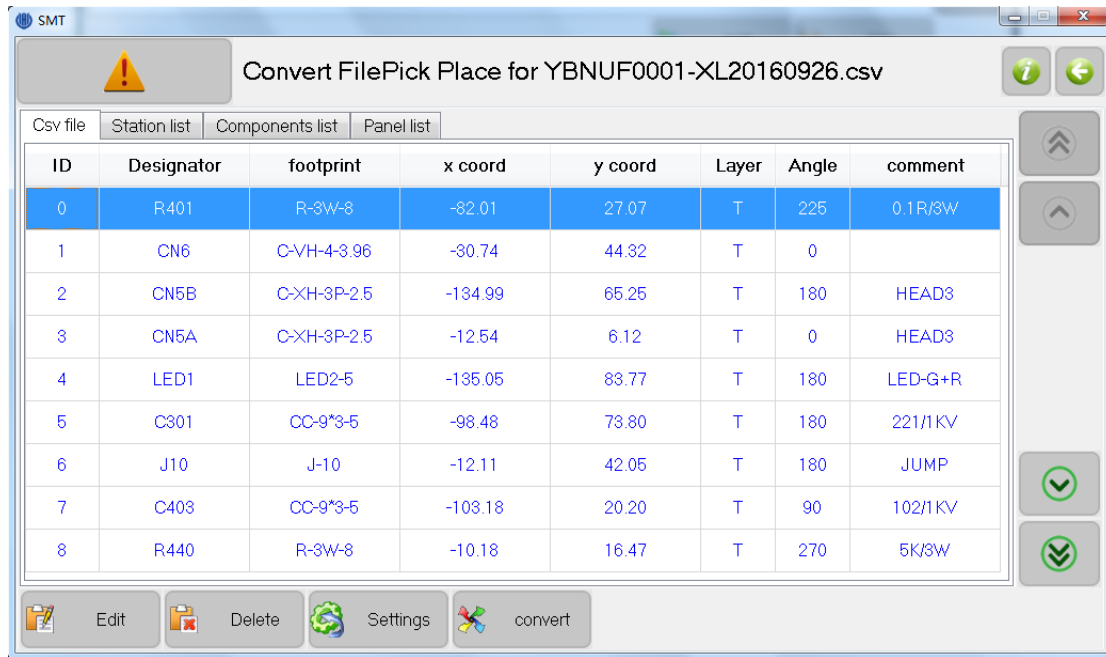 SMT
Convert FilePick Place for YBNUF0001-XL20160926.csv
Csv file Station list Components list Panel list
ID Designator footprint x coord y coord Layer Angle comment
0 R401 R-3W-8 -82.01 27.07 T 225 0.1R/3W
1 CN6 C-VH-4-3.96 -30.74 44.32 T 0
2 CN5B C-XH-3P-2.5 -134.99 65.25 T 180 HEAD3
3 CN5A C-XH-3P-2.5 -12.54 6.12 T 0 HEAD3
4 LED1 LED2-5 -135.05 83.77 T 180 LED-G+R
5 C301 CC-9*3-5 -98.48 73.80 T 180 221/1KV
6 J10 J-10 -12.11 42.05 T 180 JUMP
7 C403 CC-9*3-5 -103.18 20.20 T 90 102/1KV
8 R440 R-3W-8 -10.18 16.47 T 270 5K/3W
Edit Delete Settings convert